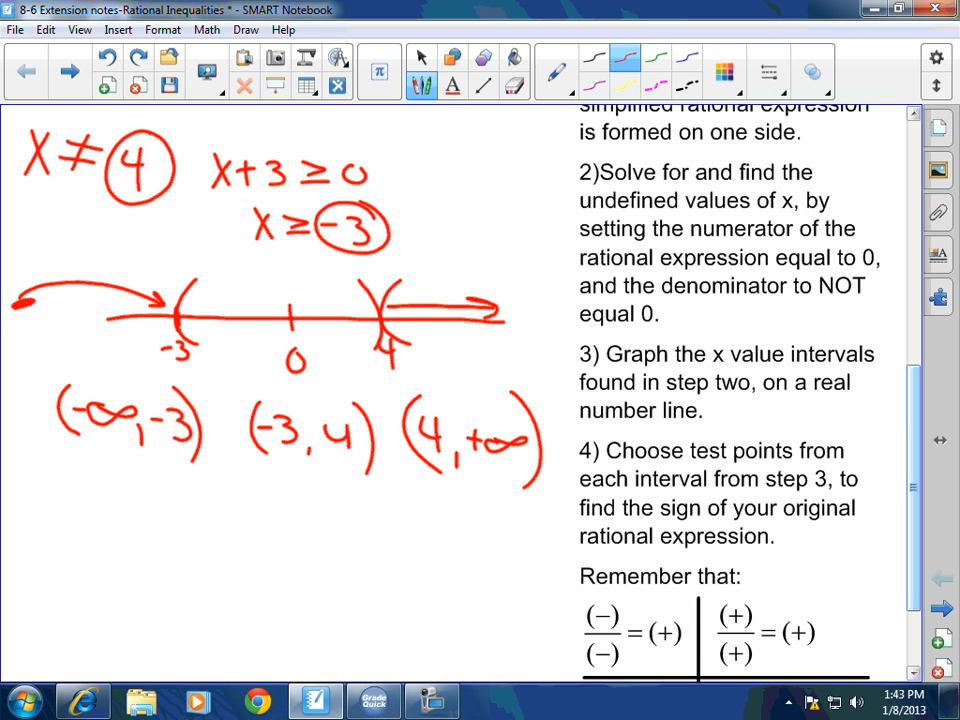 8-6 Extension notes-Rational Inequalities * - SMART Notebook
File Edit View Insert Format Math Draw Help
π
A
x ≠ 4
x+3 ≥ 0
x ≥ -3
-3 0 4
(-∞, -3) (-3, 4) (4, +∞)
simplified rational expression
is formed on one side.
2)Solve for and find the
undefined values of x, by
setting the numerator of the
rational expression equal to 0,
and the denominator to NOT
equal 0.
3) Graph the x value intervals
found in step two, on a real
number line.
4) Choose test points from
each interval from step 3, to
find the sign of your original
rational expression.
Remember that:
(−)/(−) = (+) (+)/(+) = (+)
Grade Quick
1:43 PM
1/8/2013